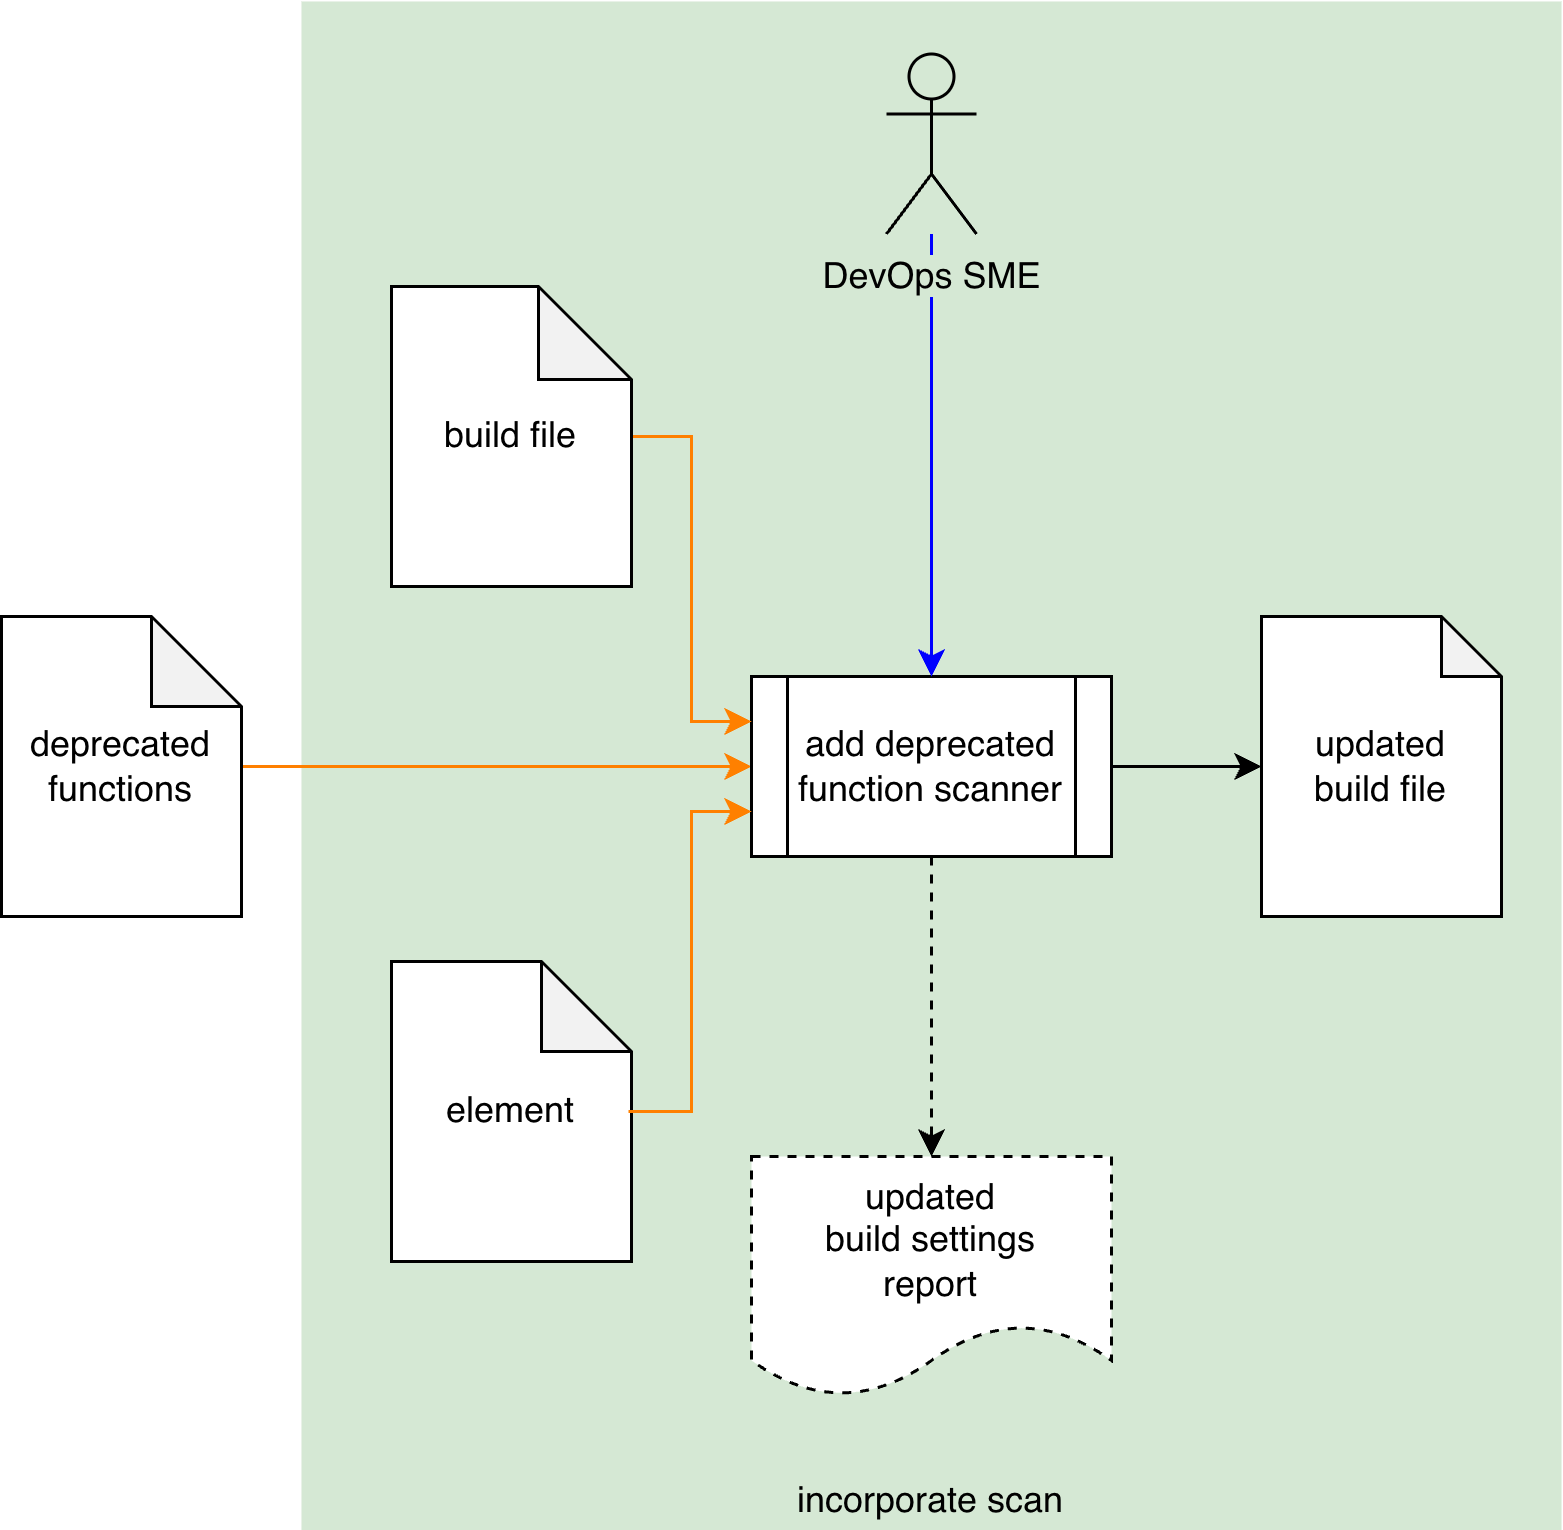 DevOps SME
build file
deprecated
functions
add deprecated
function scanner
updated
build file
element
updated
build settings
report
incorporate scan